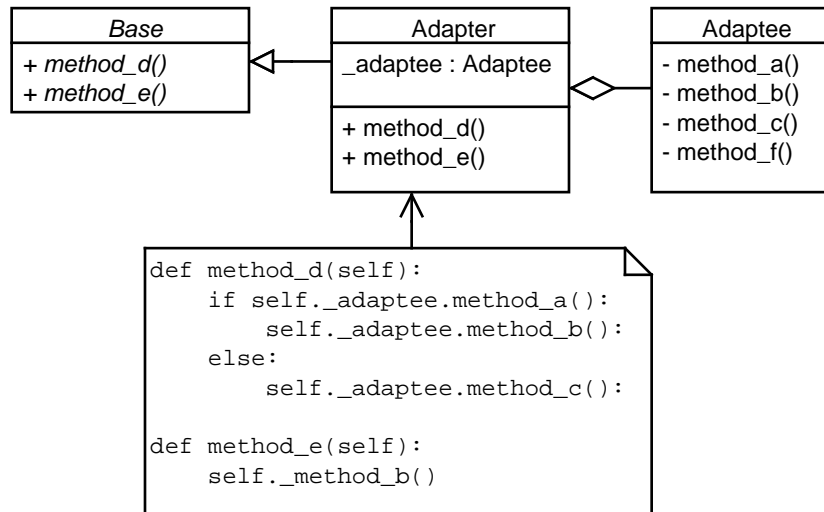 Base
+ method_d()
+ method_e()
Adapter
_adaptee : Adaptee
+ method_d()
+ method_e()
Adaptee
- method_a()
- method_b()
- method_c()
- method_f()
def method_d(self):
    if self._adaptee.method_a():
        self._adaptee.method_b():
    else:
        self._adaptee.method_c():
def method_e(self):
    self._method_b()